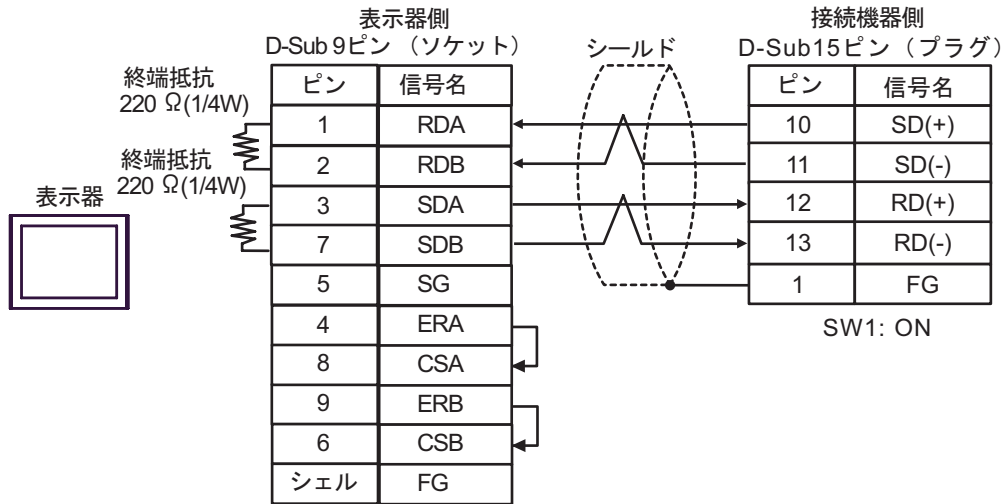 表示器側
D-Sub 9ピン （ソケット）
シールド
接続機器側
D-Sub15ピン（プラグ）
終端抵抗
220 Ω(1/4W)
終端抵抗
220 Ω(1/4W)
表示器
ピン 信号名
1 RDA
2 RDB
3 SDA
7 SDB
5 SG
4 ERA
8 CSA
9 ERB
6 CSB
シェル FG
ピン 信号名
10 SD(+)
11 SD(-)
12 RD(+)
13 RD(-)
1 FG
SW1: ON